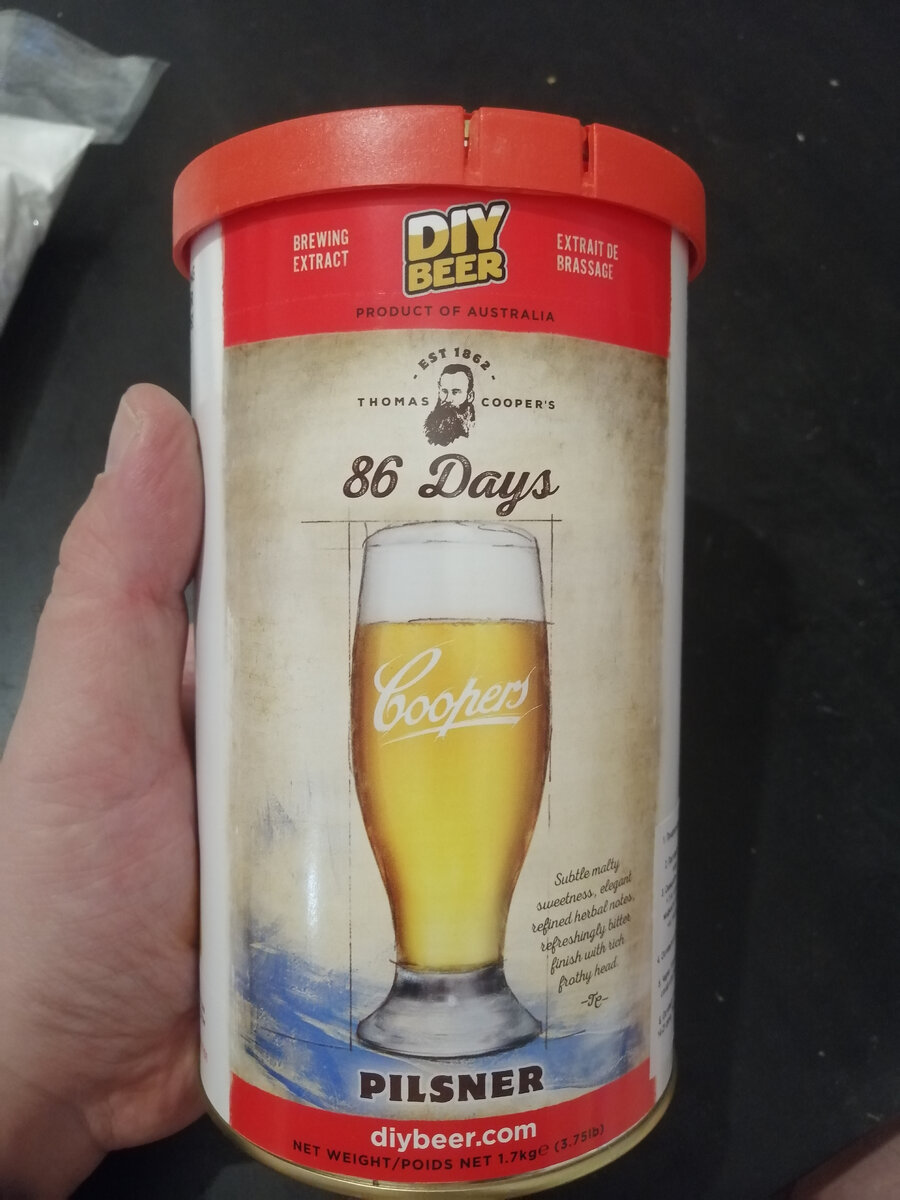 BREWING
EXTRACT
DIY
BEER
EXTRAIT DE
BRASSAGE
PRODUCT OF AUSTRALIA
- EST 1862 -
THOMAS COOPER'S
86 Days
Coopers
Subtle malty
sweetness, elegant
refined herbal notes,
refreshingly bitter
finish with rich
frothy head.
-TC-
PILSNER
diybeer.com
NET WEIGHT/POIDS NET 1.7kg℮ (3.75lb)